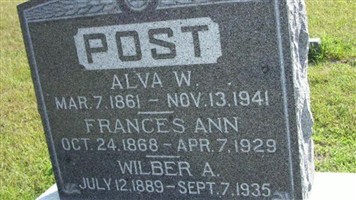 POST
ALVA W.
MAR. 7. 1861 - NOV. 13. 1941
FRANCES ANN
OCT. 24. 1868 - APR. 7. 1929
WILBER A.
JULY 12. 1889 - SEPT. 7. 1935